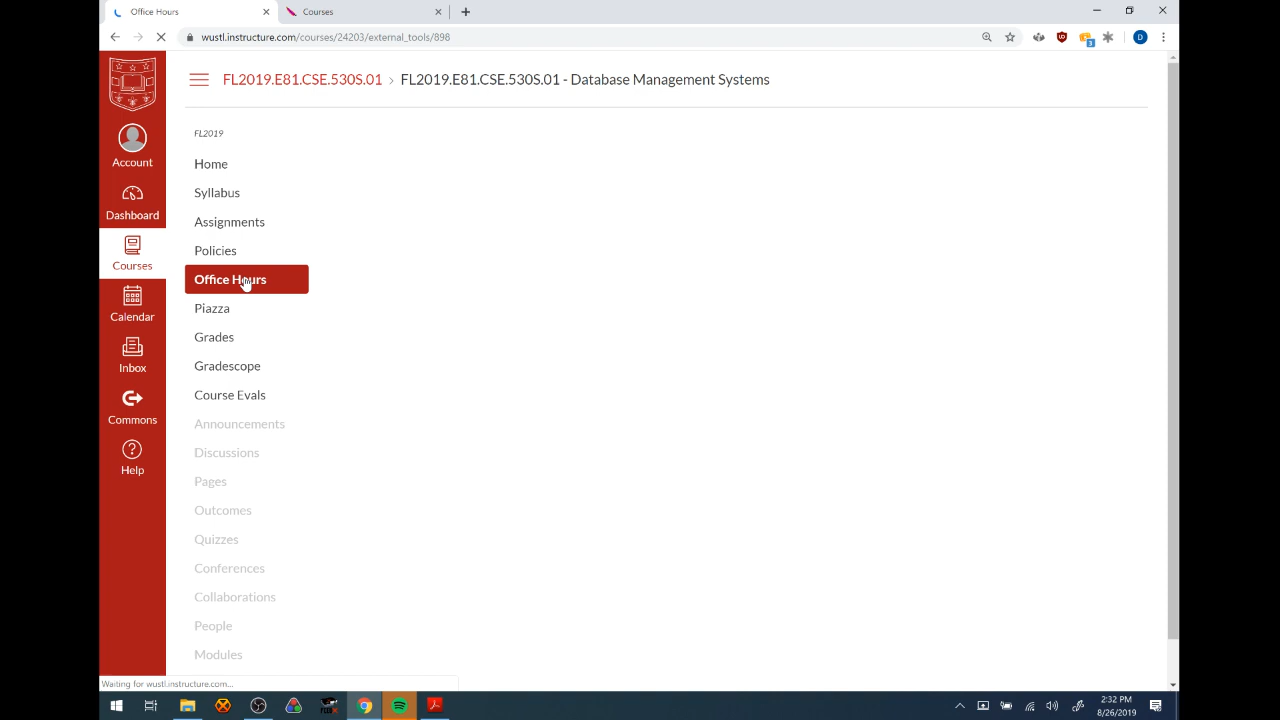 Office Hours
Courses
wustl.instructure.com/courses/24203/external_tools/898
D
3
FL2019.E81.CSE.530S.01 > FL2019.E81.CSE.530S.01 - Database Management Systems
Account
Dashboard
Courses
Calendar
Inbox
Commons
Help
FL2019
Home
Syllabus
Assignments
Policies
Office Hours
Piazza
Grades
Gradescope
Course Evals
Announcements
Discussions
Pages
Outcomes
Quizzes
Conferences
Collaborations
People
Modules
Waiting for wustl.instructure.com...
2:32 PM
8/26/2019